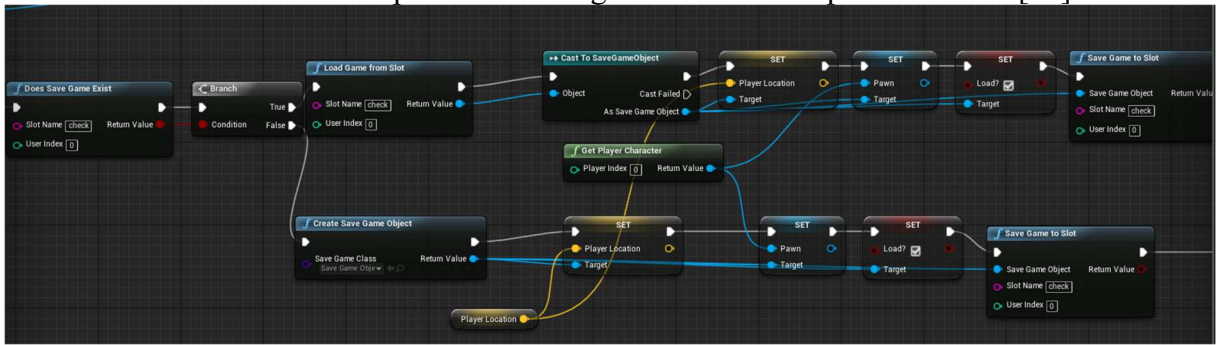 Does Save Game Exist
Slot Name check Return Value
User Index 0
Branch
True
Condition False
Load Game from Slot
Slot Name check Return Value
User Index 0
Cast To SaveGameObject
Object
Cast Failed
As Save Game Object
SET
Player Location
Target
SET
Pawn
Target
SET
Load?
Target
Save Game to Slot
Save Game Object Return Valu
Slot Name check
User Index 0
Get Player Character
Player Index 0 Return Value
Create Save Game Object
Save Game Class Return Value
Save Game Obje
SET
Player Location
Target
SET
Pawn
Target
SET
Load?
Target
Save Game to Slot
Save Game Object Return Value
Slot Name check
User Index 0
Player Location